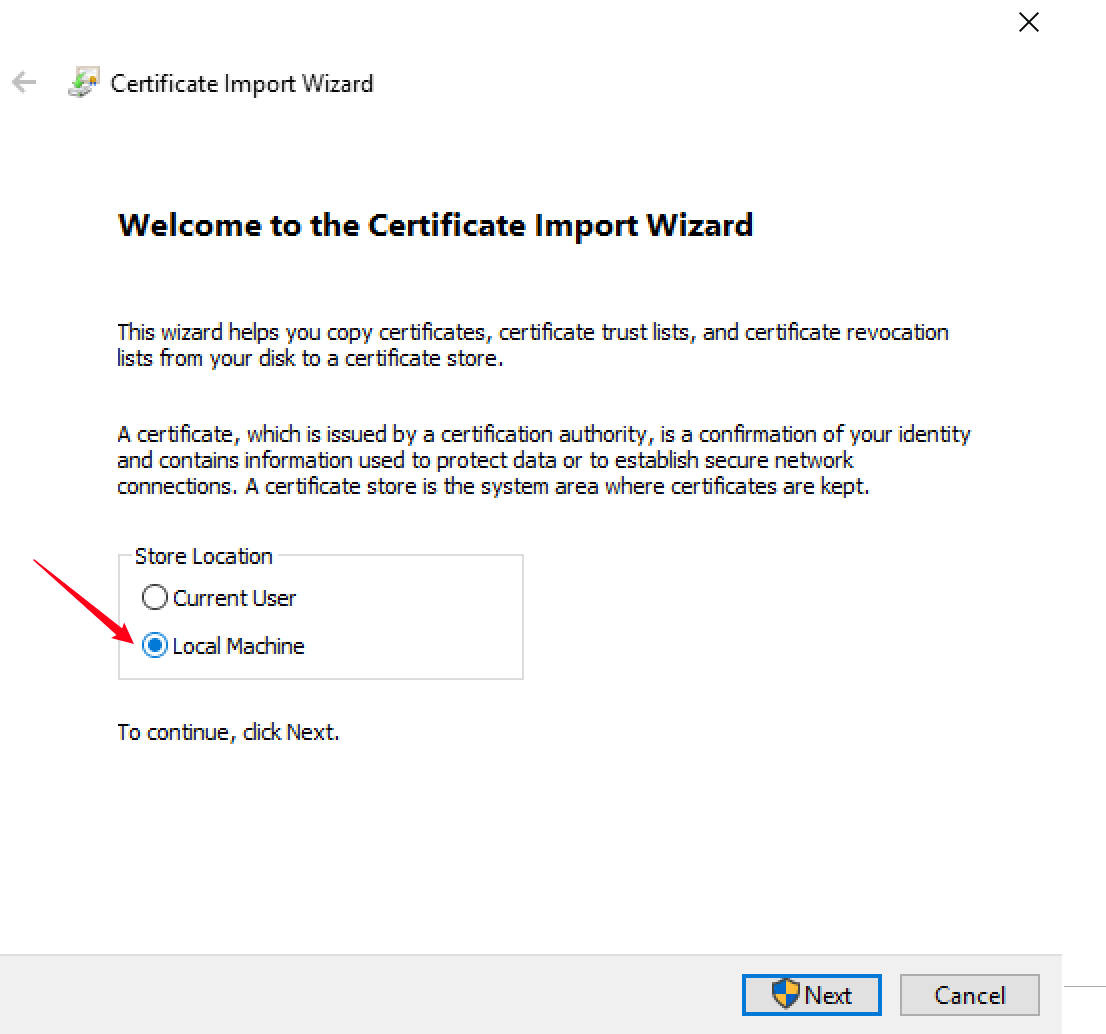 Certificate Import Wizard
Welcome to the Certificate Import Wizard
This wizard helps you copy certificates, certificate trust lists, and certificate revocation
lists from your disk to a certificate store.
A certificate, which is issued by a certification authority, is a confirmation of your identity
and contains information used to protect data or to establish secure network
connections. A certificate store is the system area where certificates are kept.
Store Location
Current User
Local Machine
To continue, click Next.
Next
Cancel